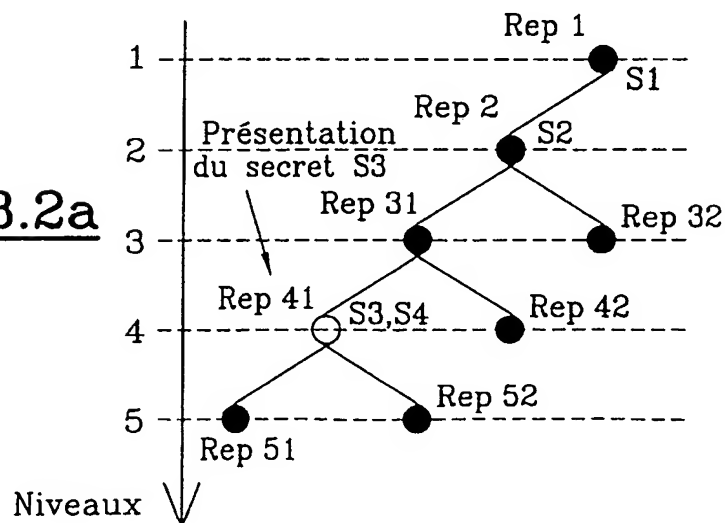 Rep 1
1
S1
Rep 2
Présentation
du secret S3
2
S2
3.2a
Rep 31
Rep 32
3
Rep 41
S3,S4
Rep 42
4
Rep 52
5
Rep 51
Niveaux